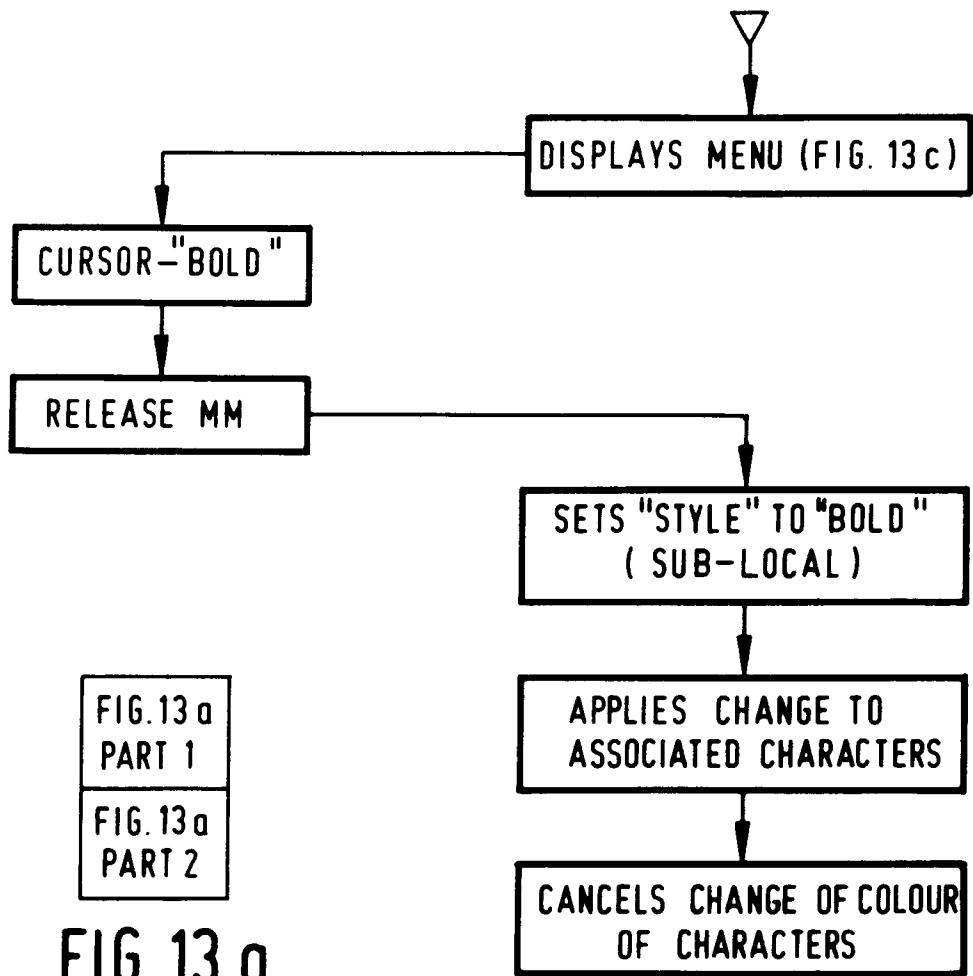 DISPLAYS MENU (FIG. 13c)
CURSOR-"BOLD"
RELEASE MM
SETS "STYLE" TO "BOLD"
(SUB-LOCAL)
APPLIES CHANGE TO
ASSOCIATED CHARACTERS
CANCELS CHANGE OF COLOUR
OF CHARACTERS
FIG.13a
PART 1
FIG.13a
PART 2
FIG 13a